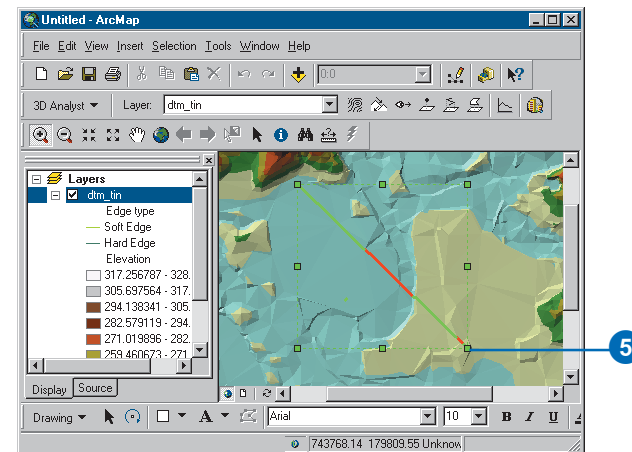 Untitled - ArcMap
File Edit View Insert Selection Tools Window Help
0:0
3D Analyst Layer: dtm_tin
Layers
dtm_tin
Edge type
Soft Edge
Hard Edge
Elevation
317.256787 - 328.
305.697564 - 317.
294.138341 - 305.
282.579119 - 294.
271.019896 - 282.
259.460673 - 271
Display Source
5
Drawing A Arial 10 B I U A
743768.14 179809.55 Unknow